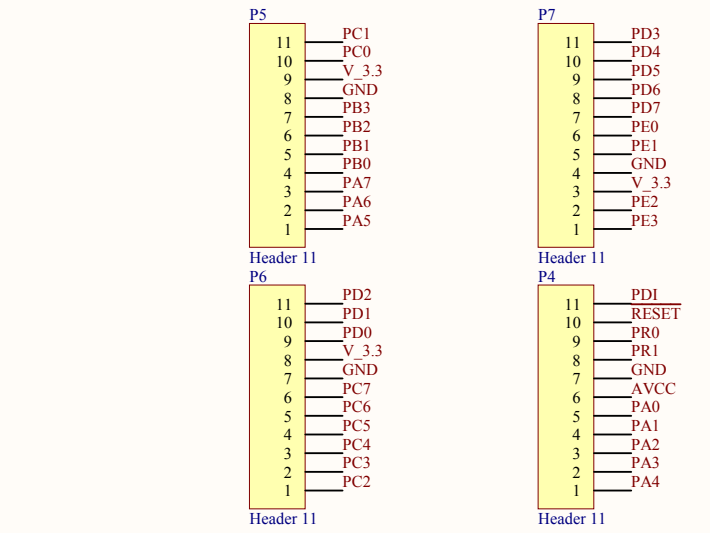 P5
11 PC1
10 PC0
9 V_3.3
8 GND
7 PB3
6 PB2
5 PB1
4 PB0
3 PA7
2 PA6
1 PA5
Header 11
P6
11 PD2
10 PD1
9 PD0
8 V_3.3
7 GND
6 PC7
5 PC6
4 PC5
3 PC4
2 PC3
1 PC2
Header 11
P7
11 PD3
10 PD4
9 PD5
8 PD6
7 PD7
6 PE0
5 PE1
4 GND
3 V_3.3
2 PE2
1 PE3
Header 11
P4
11 PDI
10 RESET
9 PR0
8 PR1
7 GND
6 AVCC
5 PA0
4 PA1
3 PA2
2 PA3
1 PA4
Header 11